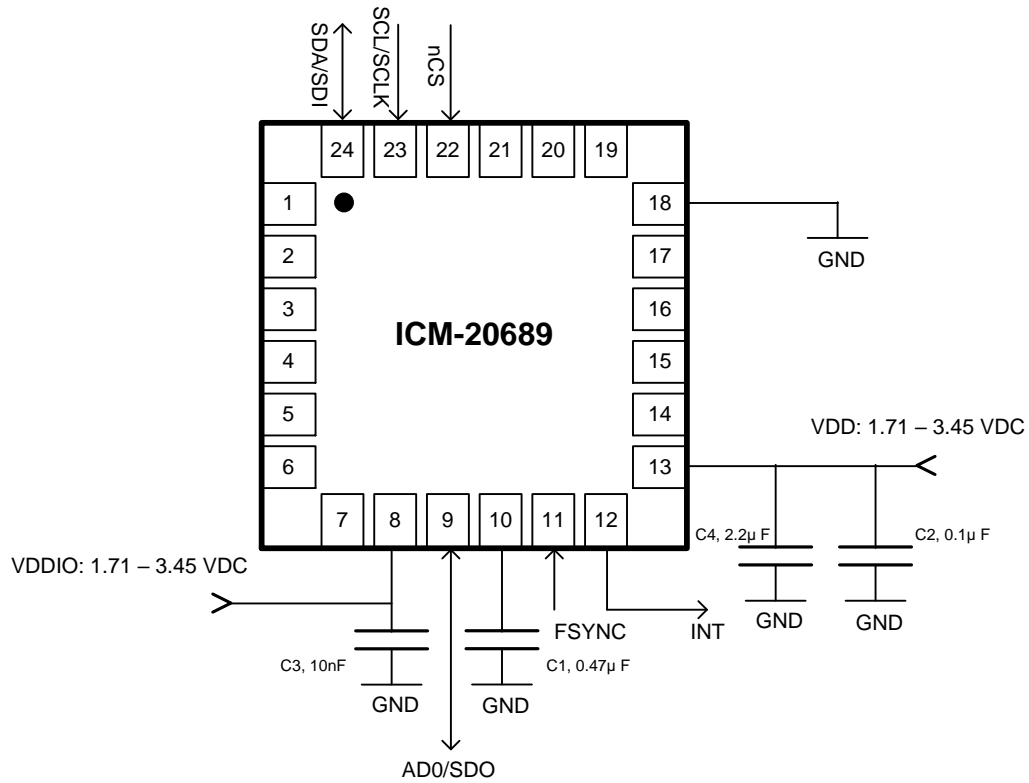 SDA/SDI
SCL/SCLK
nCS
24 23 22 21 20 19
1
2
3
4
5
6
ICM-20689
18
17
16
15
14
13
7 8 9 10 11 12
GND
VDD: 1.71 – 3.45 VDC
C4, 2.2µ F
C2, 0.1µ F
GND
GND
VDDIO: 1.71 – 3.45 VDC
FSYNC
INT
C3, 10nF
C1, 0.47µ F
GND
GND
AD0/SDO